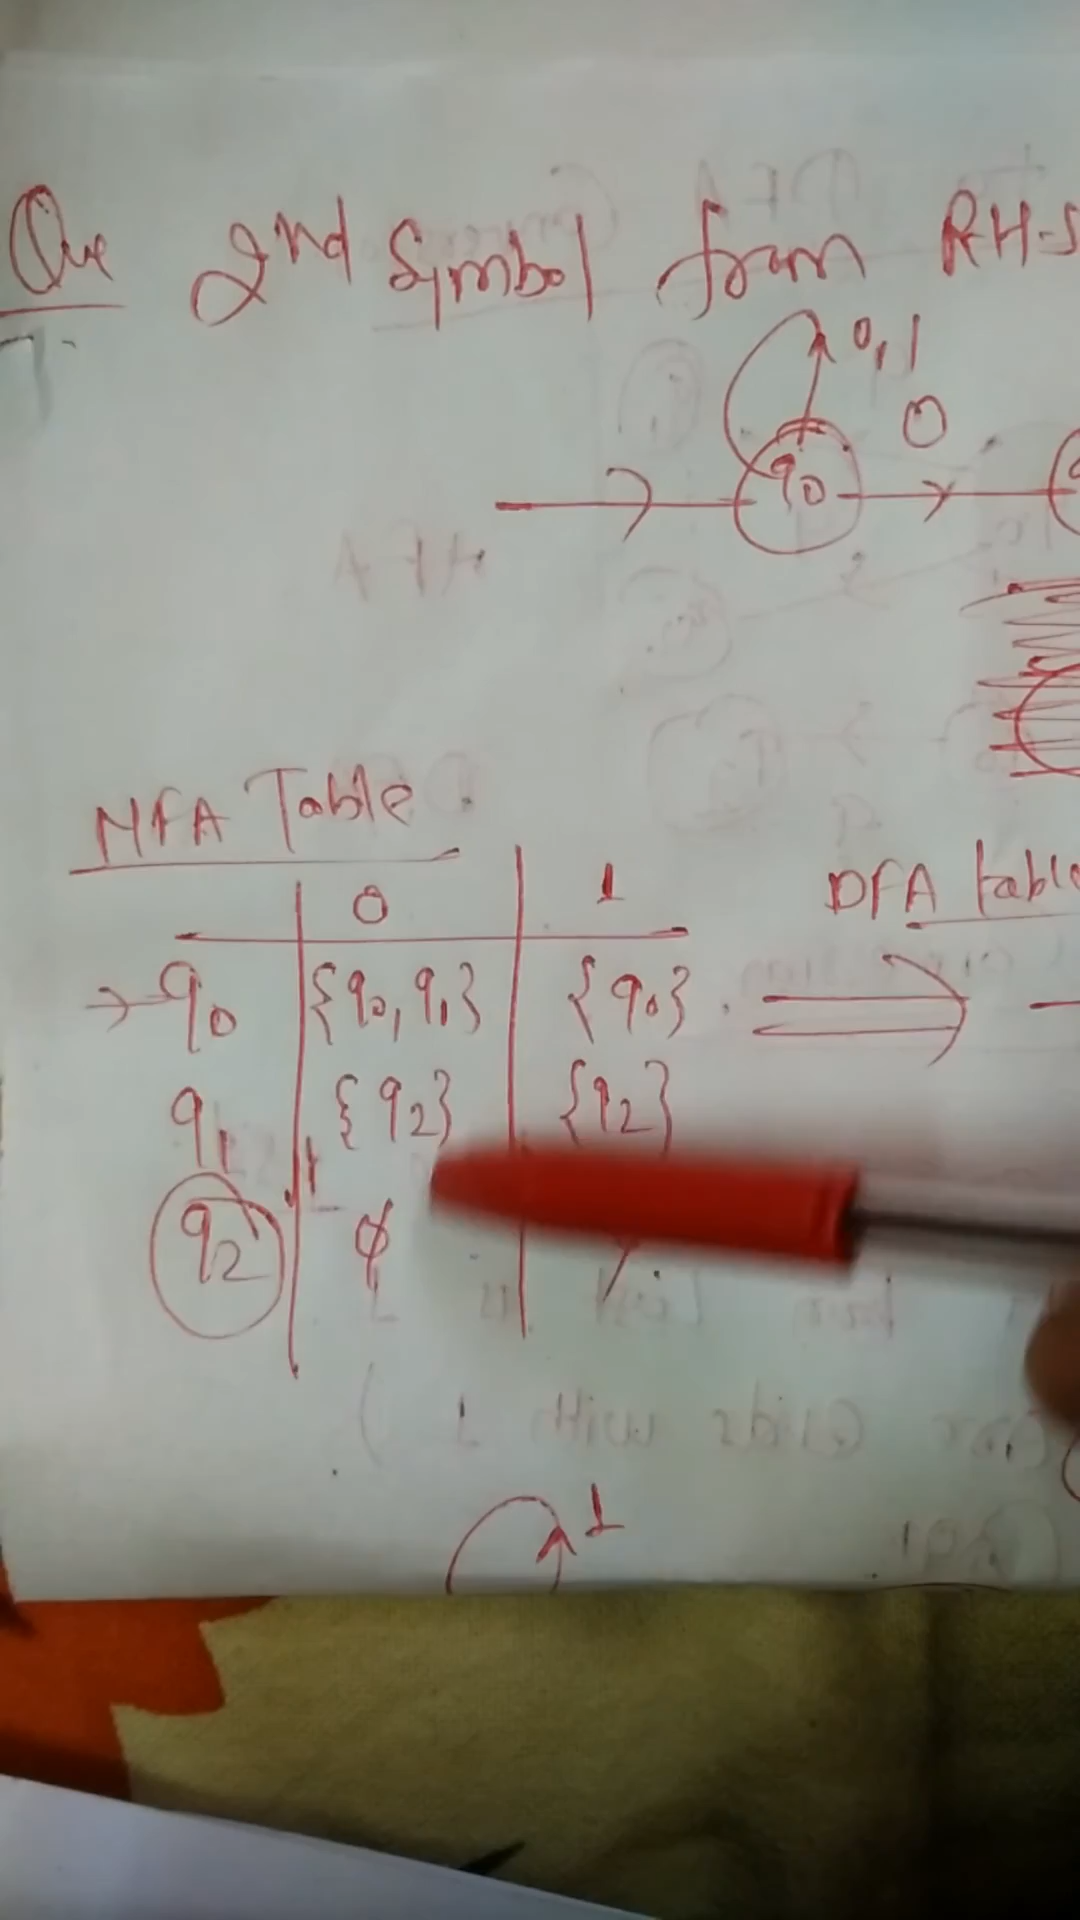 Que 2nd Symbol from RH-S
0,1
q0 0
NFA Table
DFA table
0 1
→ q0 {q0, q1} {q0}
q1 {q2} {q2}
q2 ϕ
1